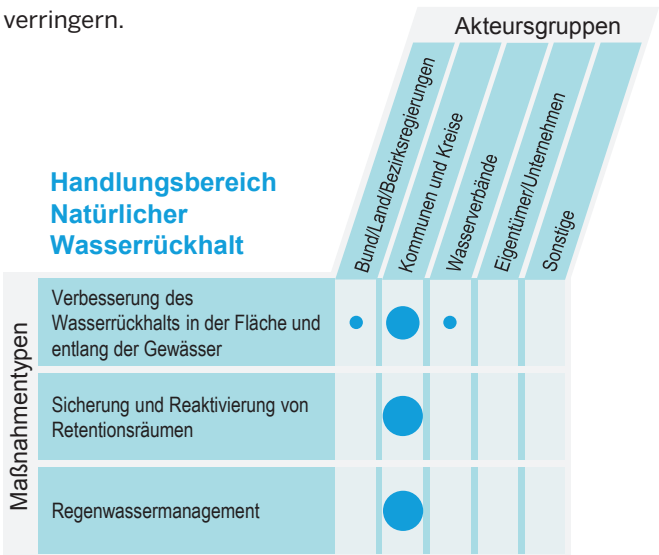 verringern.
Akteursgruppen
Bund/Land/Bezirksregierungen
Kommunen und Kreise
Wasserverbände
Eigentümer/Unternehmen
Sonstige
Handlungsbereich
Natürlicher
Wasserrückhalt
Maßnahmentypen
Verbesserung des
Wasserrückhalts in der Fläche und
entlang der Gewässer
Sicherung und Reaktivierung von
Retentionsräumen
Regenwassermanagement